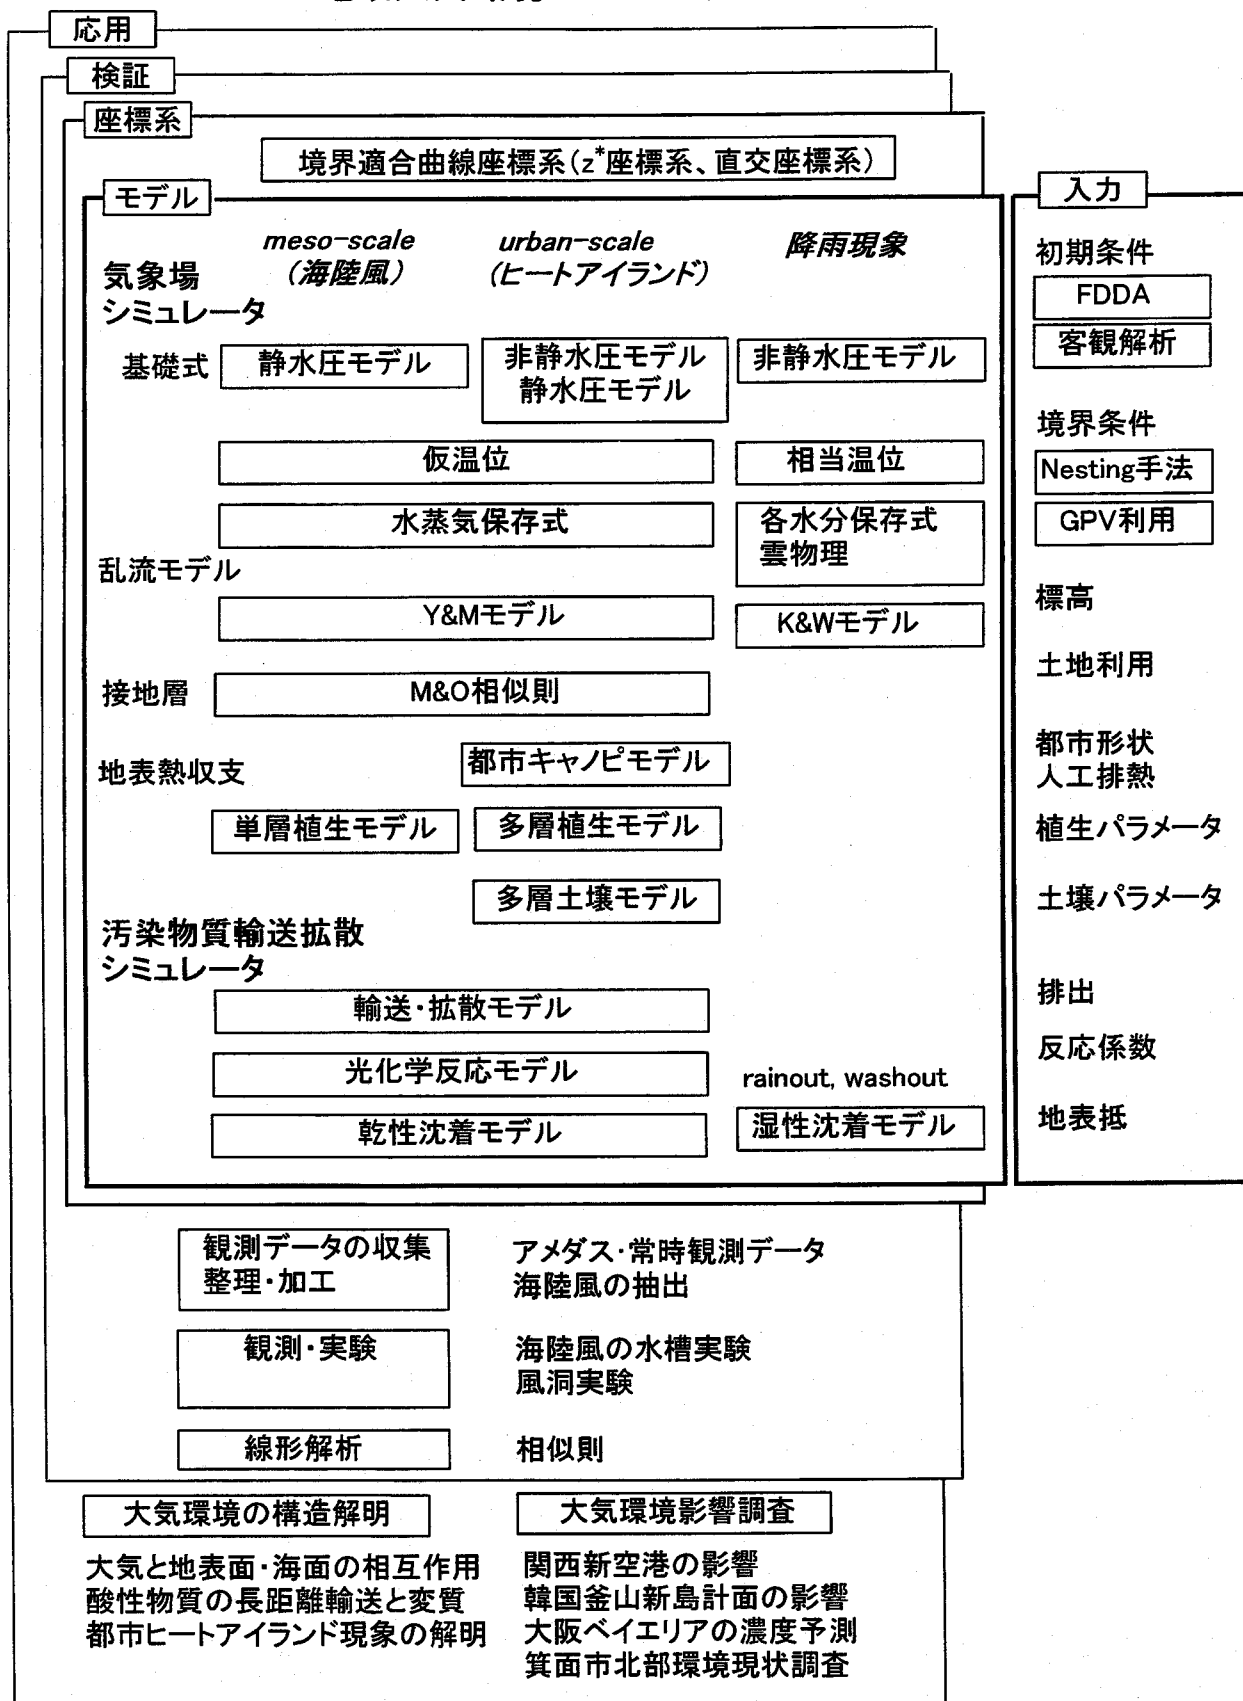 応用
検証
座標系
境界適合曲線座標系(z*座標系、直交座標系)
モデル
meso-scale
(海陸風)
urban-scale
(ヒートアイランド)
降雨現象
気象場
シミュレータ
基礎式
静水圧モデル
非静水圧モデル
静水圧モデル
非静水圧モデル
仮温位
相当温位
水蒸気保存式
各水分保存式
雲物理
乱流モデル
Y&Mモデル
K&Wモデル
接地層
M&O相似則
地表熱収支
都市キャノピモデル
単層植生モデル
多層植生モデル
多層土壌モデル
汚染物質輸送拡散
シミュレータ
輸送・拡散モデル
光化学反応モデル
rainout, washout
乾性沈着モデル
湿性沈着モデル
入力
初期条件
FDDA
客観解析
境界条件
Nesting手法
GPV利用
標高
土地利用
都市形状
人工排熱
植生パラメータ
土壌パラメータ
排出
反応係数
地表抵
観測データの収集
整理・加工
アメダス・常時観測データ
海陸風の抽出
観測・実験
海陸風の水槽実験
風洞実験
線形解析
相似則
大気環境の構造解明
大気と地表面・海面の相互作用
酸性物質の長距離輸送と変質
都市ヒートアイランド現象の解明
大気環境影響調査
関西新空港の影響
韓国釜山新島計画の影響
大阪ベイエリアの濃度予測
箕面市北部環境現状調査